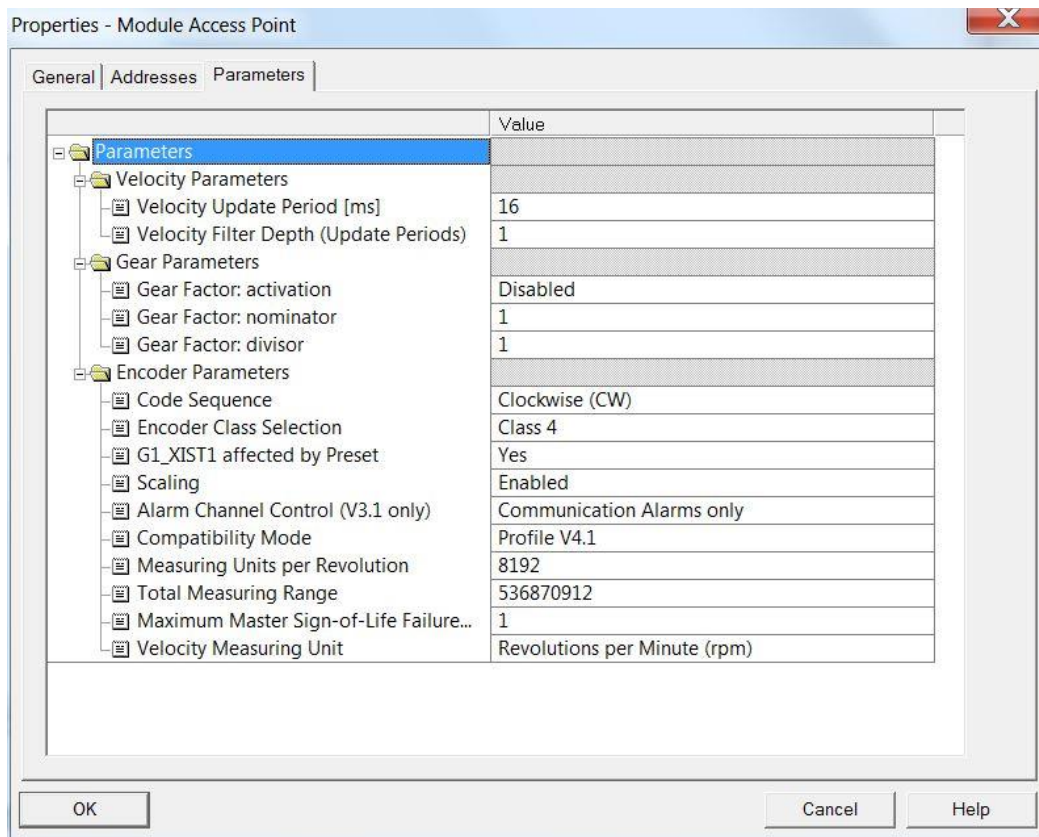 Properties - Module Access Point
General Addresses Parameters
Value
Parameters
Velocity Parameters
Velocity Update Period [ms] 16
Velocity Filter Depth (Update Periods) 1
Gear Parameters
Gear Factor: activation Disabled
Gear Factor: nominator 1
Gear Factor: divisor 1
Encoder Parameters
Code Sequence Clockwise (CW)
Encoder Class Selection Class 4
G1_XIST1 affected by Preset Yes
Scaling Enabled
Alarm Channel Control (V3.1 only) Communication Alarms only
Compatibility Mode Profile V4.1
Measuring Units per Revolution 8192
Total Measuring Range 536870912
Maximum Master Sign-of-Life Failure... 1
Velocity Measuring Unit Revolutions per Minute (rpm)
OK Cancel Help